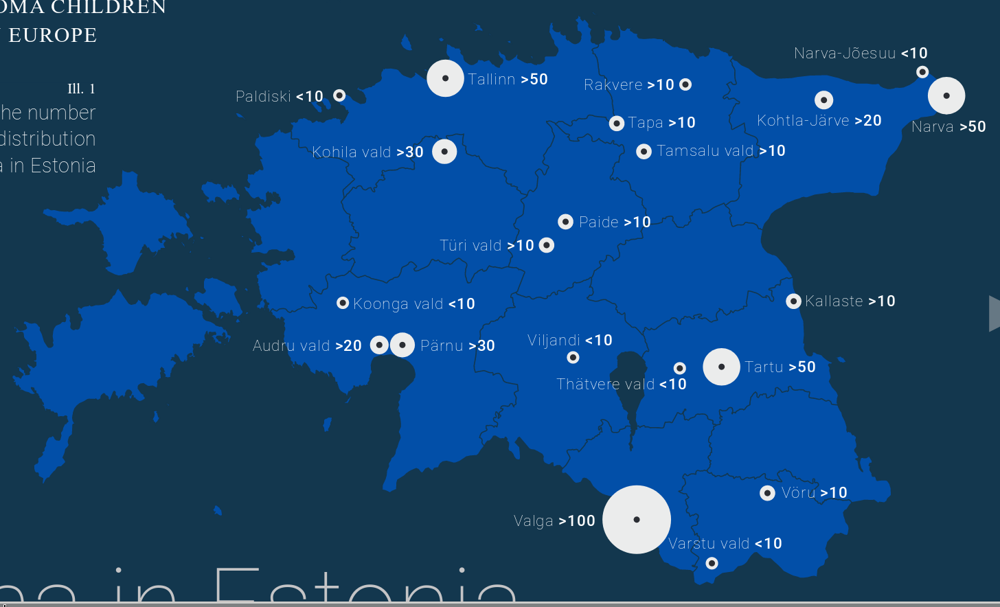 OMA CHILDREN
EUROPE
Ill. 1
he number
distribution
a in Estonia
Paldiski <10
Tallinn >50
Rakvere >10
Narva-Jõesuu <10
Kohtla-Järve >20
Narva >50
Tapa >10
Kohila vald >30
Tamsalu vald >10
Paide >10
Türi vald >10
Koonga vald <10
Kallaste >10
Audru vald >20
Pärnu >30
Viljandi <10
Thätvere vald <10
Tartu >50
Võru >10
Valga >100
Varstu vald <10
in Estonia